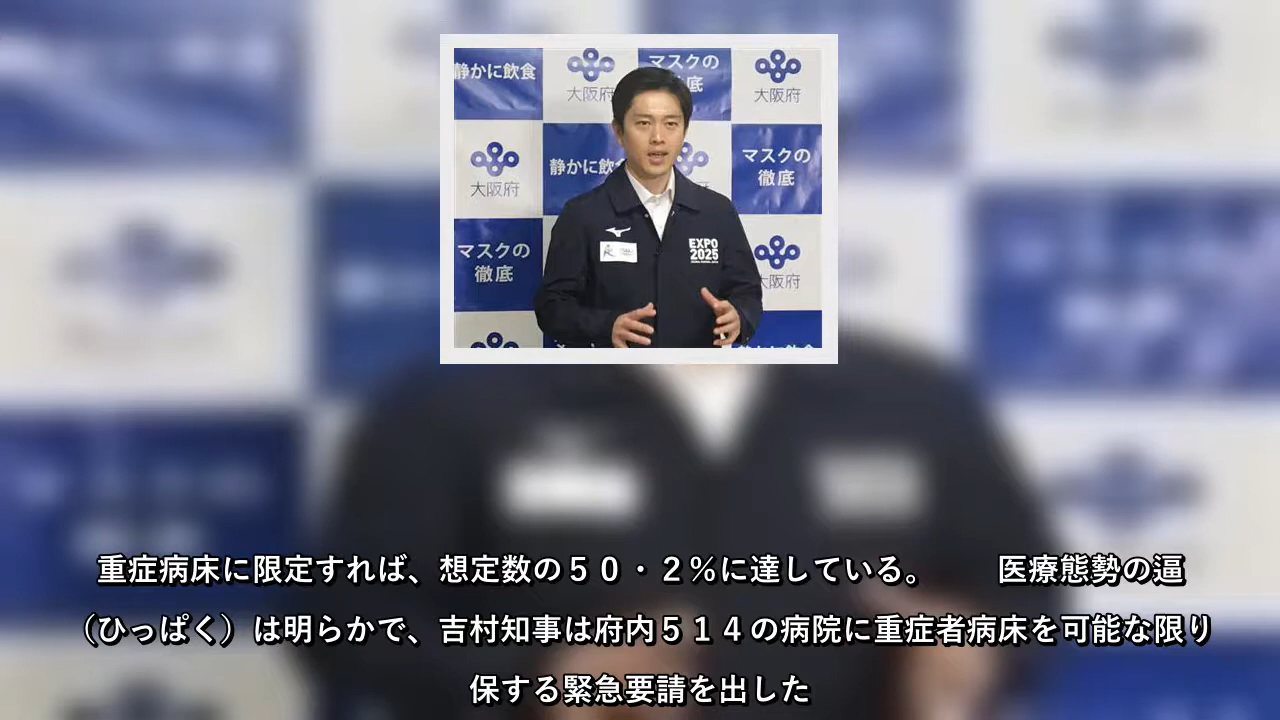 静かに飲食
大阪府
マスクの
底
大阪府
大阪府
静かに飲
マスクの
徹底
マスクの
徹底
EXPO
2025
大阪府
重症病床に限定すれば、想定数の５０・２％に達している。　　医療態勢の逼
（ひっぱく）は明らかで、吉村知事は府内５１４の病院に重症者病床を可能な限り
保する緊急要請を出した